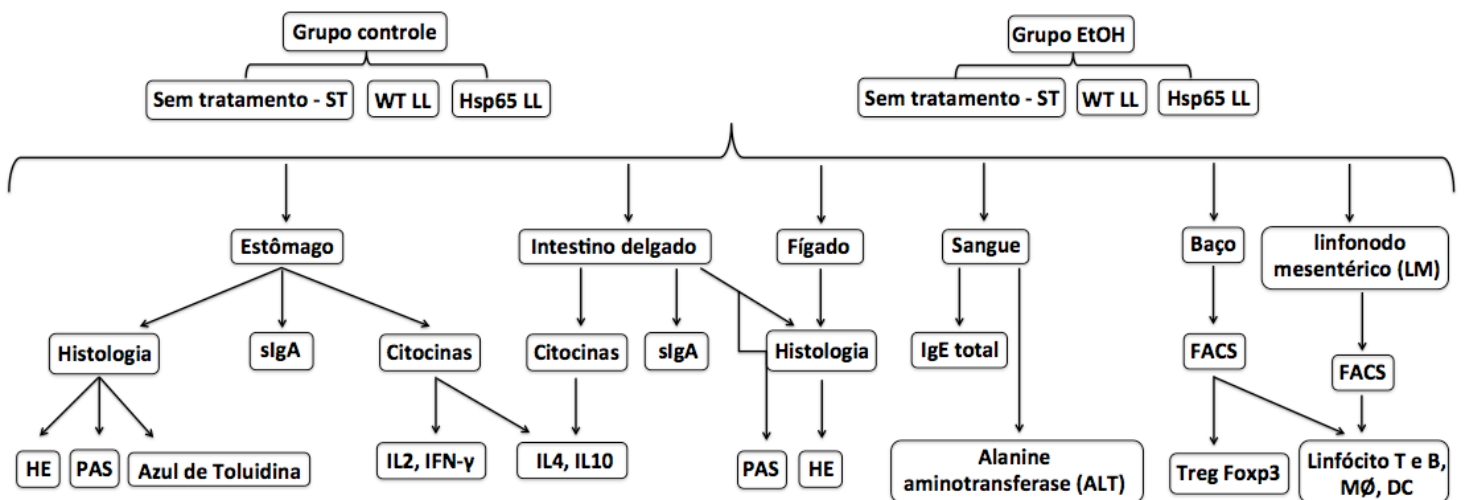 Grupo controle
Grupo EtOH
Sem tratamento - ST
WT LL
Hsp65 LL
Sem tratamento - ST
WT LL
Hsp65 LL
Estômago
Intestino delgado
Fígado
Sangue
Baço
linfonodo
mesentérico (LM)
Histologia
sIgA
Citocinas
Citocinas
sIgA
Histologia
IgE total
FACS
FACS
HE
PAS
Azul de Toluidina
IL2, IFN-γ
IL4, IL10
PAS
HE
Alanine
aminotransferase (ALT)
Treg Foxp3
Linfócito T e B,
MØ, DC